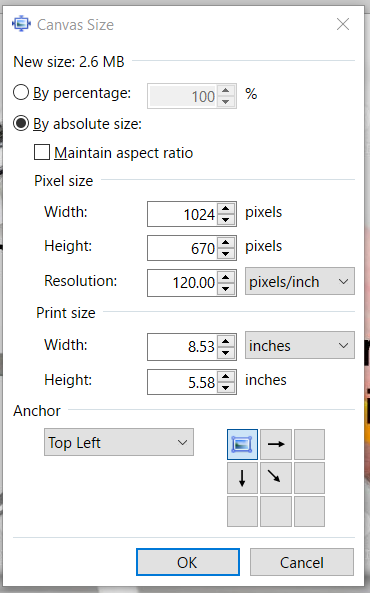 Canvas Size
New size: 2.6 MB
By percentage: 100 %
By absolute size:
Maintain aspect ratio
Pixel size
Width: 1024 pixels
Height: 670 pixels
Resolution: 120.00 pixels/inch
Print size
Width: 8.53 inches
Height: 5.58 inches
Anchor
Top Left
OK Cancel